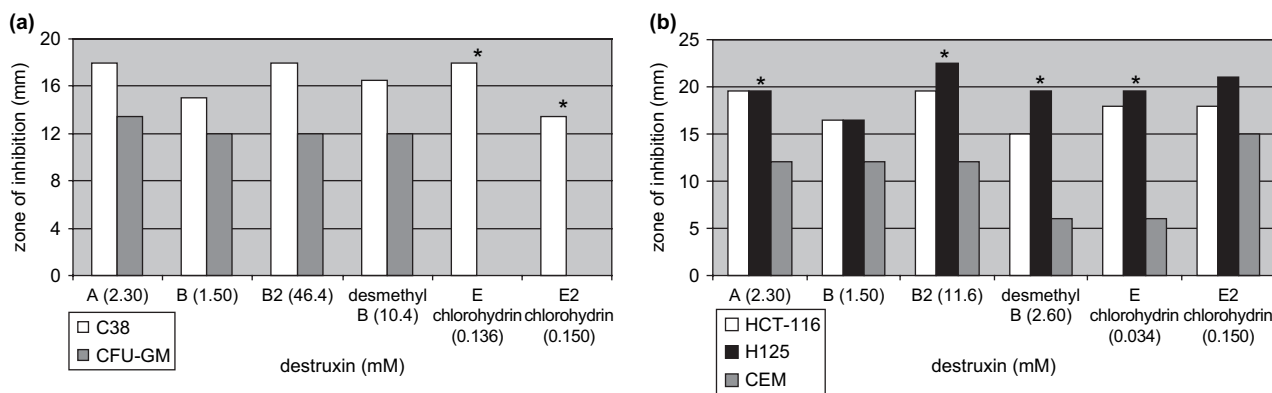 (a)
zone of inhibition (mm)
20
16
12
8
4
0
*
*
A (2.30)
B (1.50)
B2 (46.4)
desmethyl
B (10.4)
E
chlorohydrin
(0.136)
E2
chlorohydrin
(0.150)
C38
CFU-GM
destruxin (mM)
(b)
zone of inhibition (mm)
25
20
15
10
5
0
*
*
*
*
A (2.30)
B (1.50)
B2 (11.6)
desmethyl
B (2.60)
E
chlorohydrin
(0.034)
E2
chlorohydrin
(0.150)
HCT-116
H125
CEM
destruxin (mM)